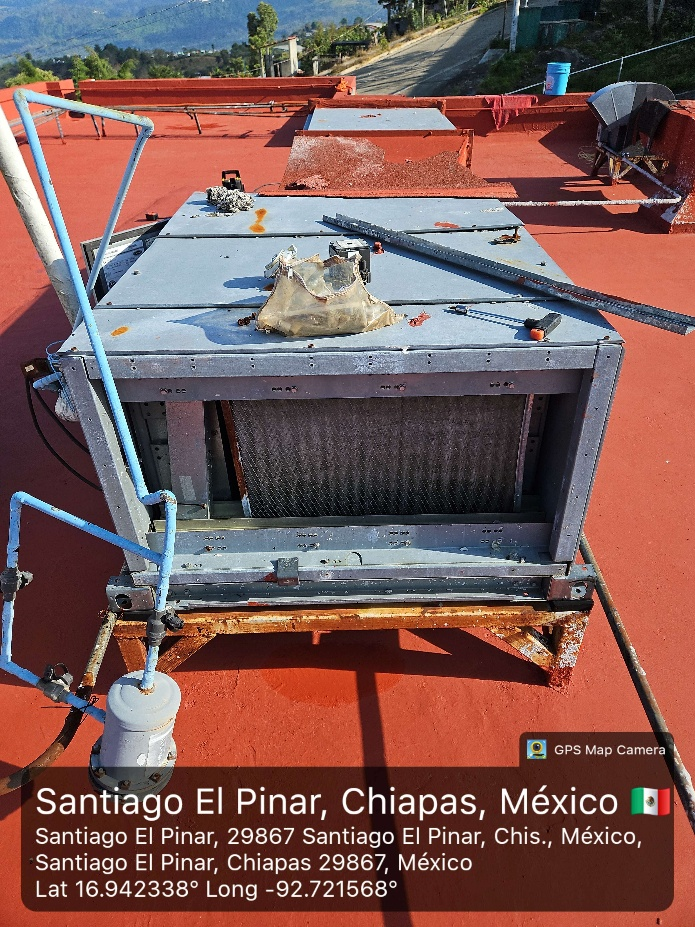 GPS Map Camera
Santiago El Pinar, Chiapas, México 🇲🇽
Santiago El Pinar, 29867 Santiago El Pinar, Chis., México,
Santiago El Pinar, Chiapas 29867, México
Lat 16.942338° Long -92.721568°